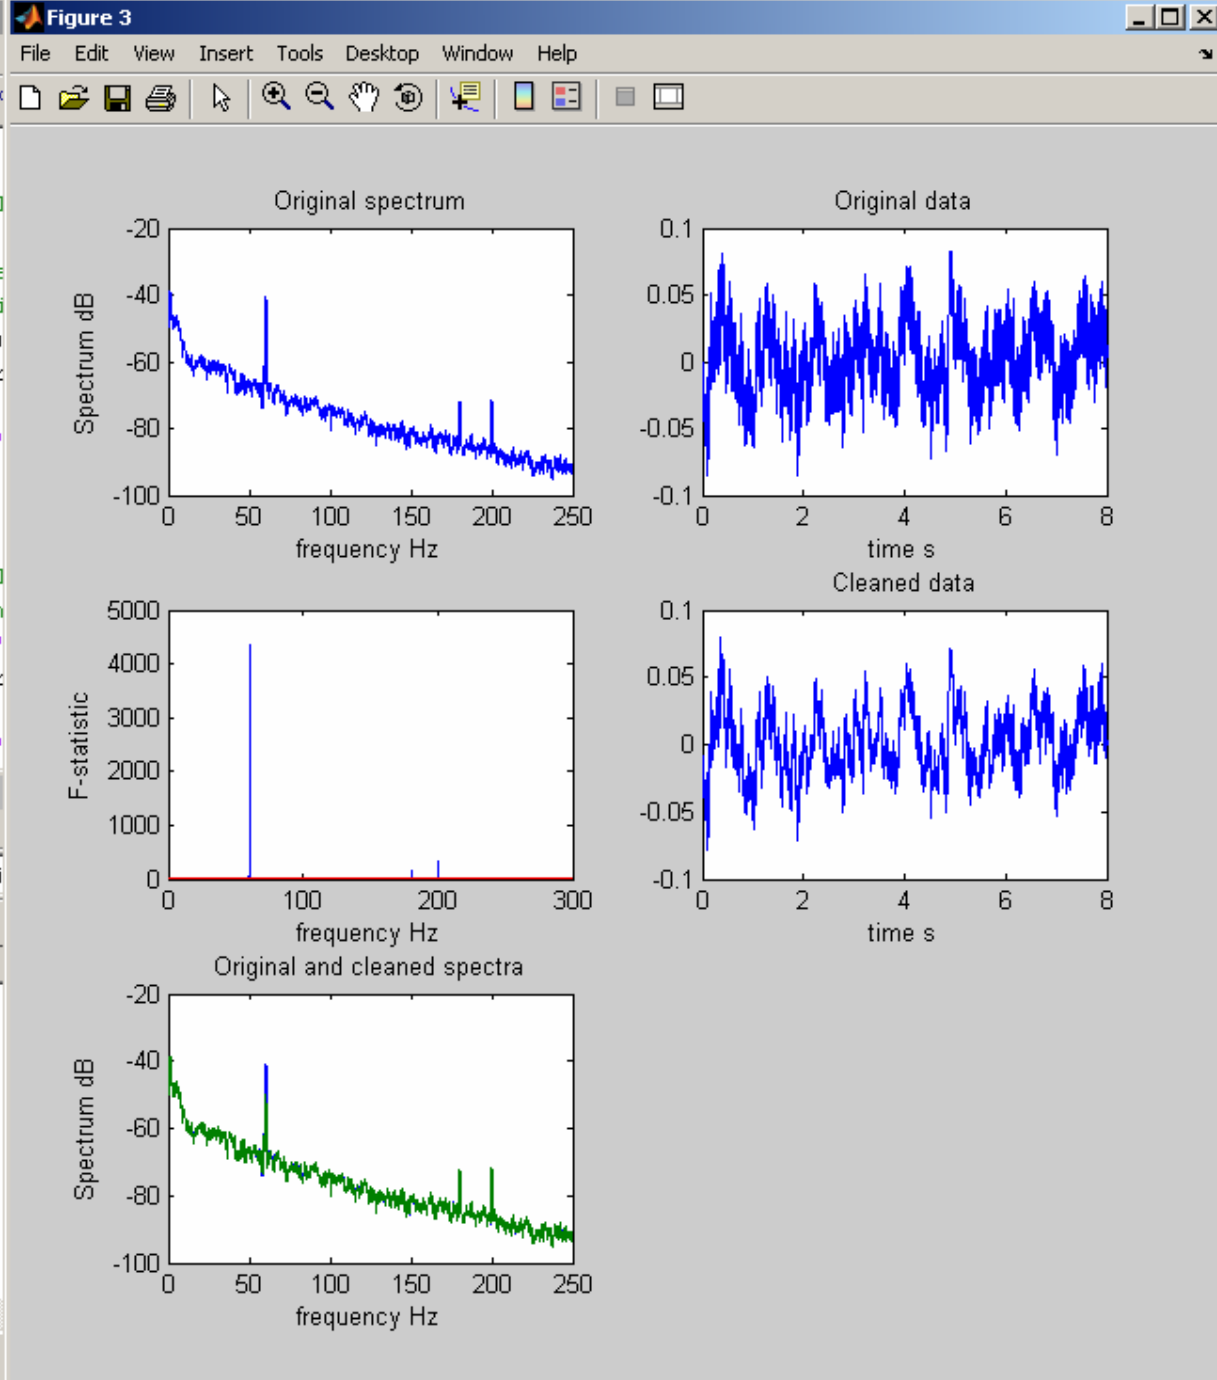 Figure 3
File Edit View Insert Tools Desktop Window Help
Original spectrum
-20
-40
-60
-80
-100
Spectrum dB
0 50 100 150 200 250
frequency Hz
Original data
0.1
0.05
0
-0.05
-0.1
0 2 4 6 8
time s
5000
4000
3000
2000
1000
0
F-statistic
0 100 200 300
frequency Hz
Cleaned data
0.1
0.05
0
-0.05
-0.1
0 2 4 6 8
time s
Original and cleaned spectra
-20
-40
-60
-80
-100
Spectrum dB
0 50 100 150 200 250
frequency Hz